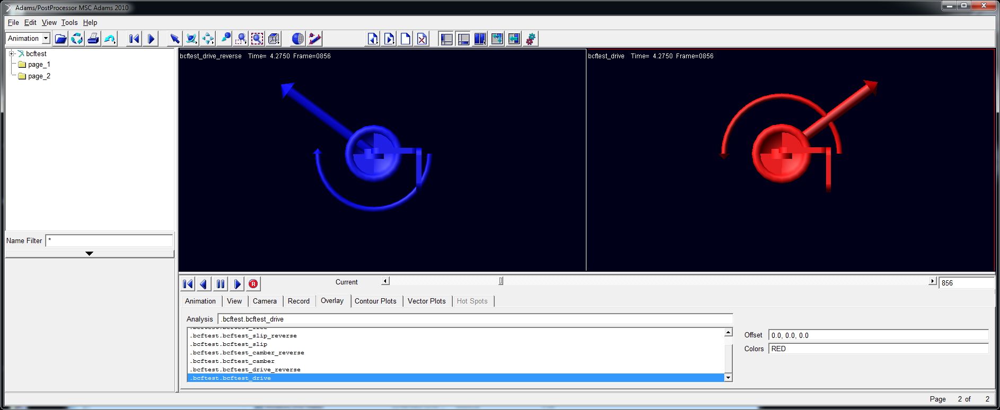 Adams/PostProcessor MSC Adams 2010
File Edit View Tools Help
Animation
bcftest
page_1
page_2
Name Filter *
bcftest_drive_reverse Time= 4.2750 Frame=0856
bcftest_drive Time= 4.2750 Frame=0856
Current
856
Animation View Camera Record Overlay Contour Plots Vector Plots Hot Spots
Analysis .bcftest.bcftest_drive
.bcftest.bcftest_slip_reverse
.bcftest.bcftest_slip
.bcftest.bcftest_camber_reverse
.bcftest.bcftest_camber
.bcftest.bcftest_drive_reverse
.bcftest.bcftest_drive
Offset 0.0, 0.0, 0.0
Colors RED
Page 2 of 2